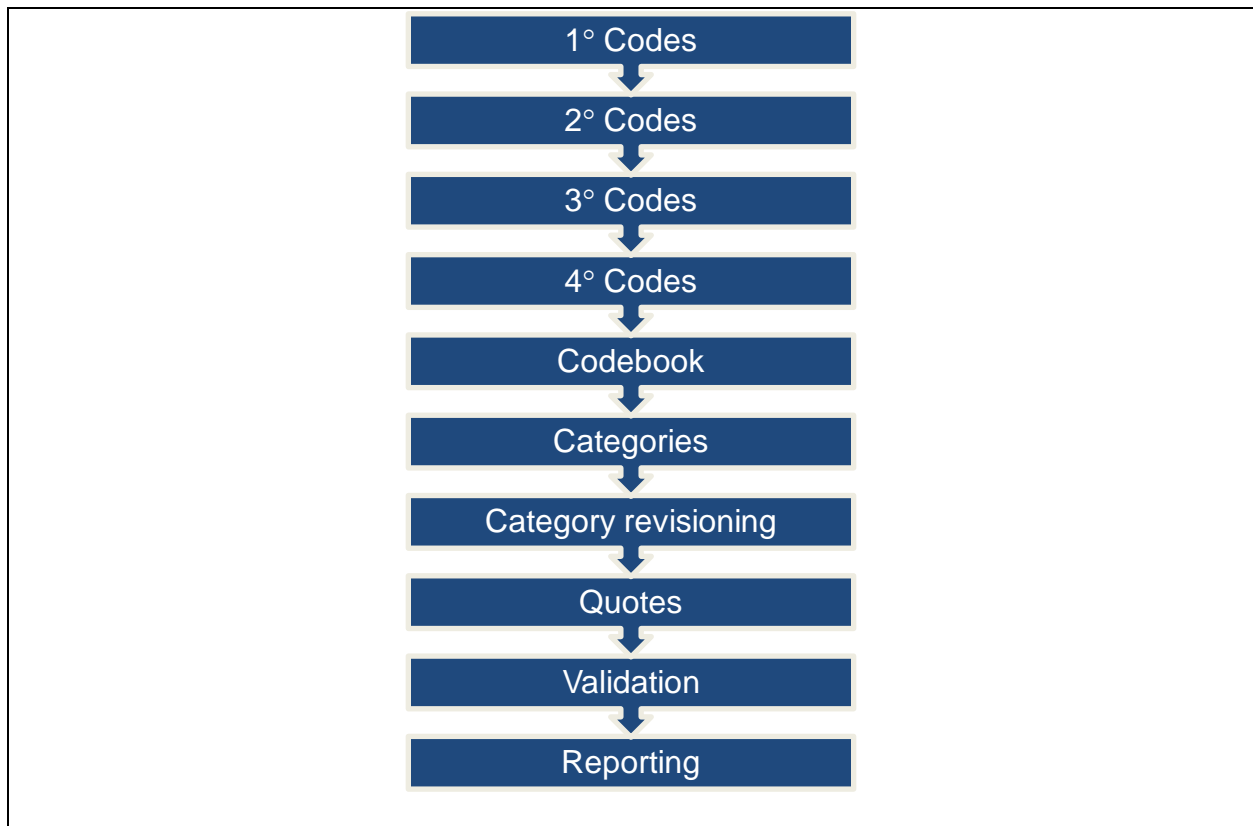 1° Codes
2° Codes
3° Codes
4° Codes
Codebook
Categories
Category revisioning
Quotes
Validation
Reporting